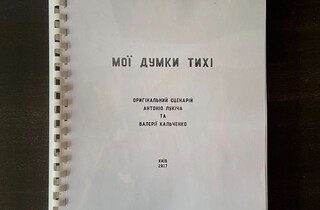 МОЇ ДУМКИ ТИХІ
ОРИГІНАЛЬНИЙ СЦЕНАРІЙ
АНТОНІО ЛУКІЧА
ТА
ВАЛЕРІЇ КАЛЬЧЕНКО
КИЇВ
2017